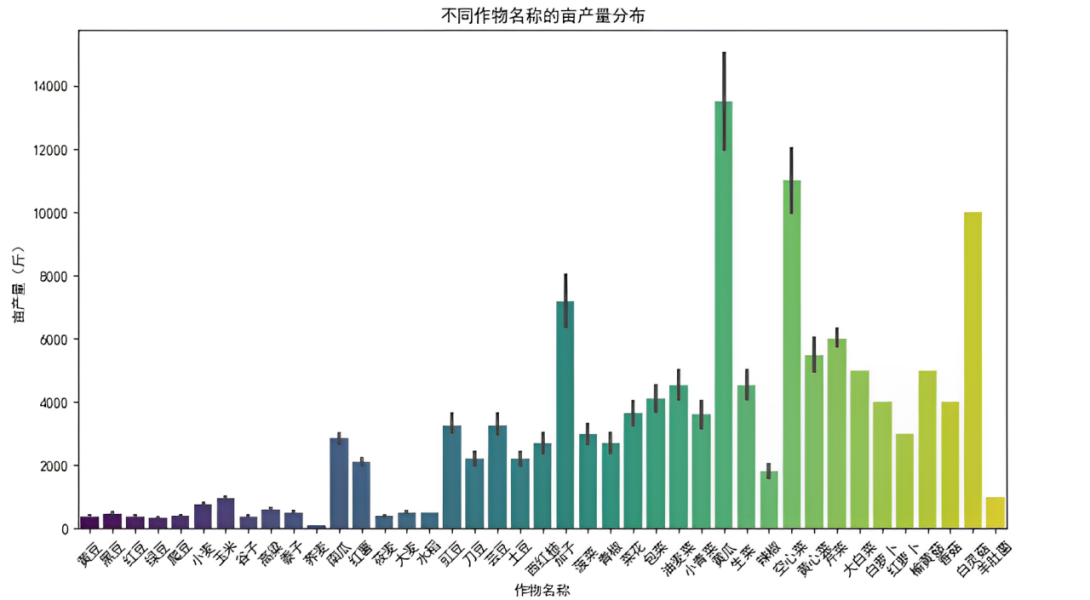 不同作物名称的亩产量分布
亩产量（斤）
14000
12000
10000
8000
6000
4000
2000
0
黄豆
黑豆
红豆
绿豆
爬豆
小麦
玉米
谷子
高粱
黍子
荞麦
南瓜
红薯
莜麦
大麦
水稻
豇豆
刀豆
芸豆
土豆
西红柿
茄子
菠菜
青椒
菜花
包菜
油麦菜
小青菜
黄瓜
生菜
辣椒
空心菜
黄心菜
芹菜
大白菜
白萝卜
红萝卜
榆黄菇
香菇
白灵菇
羊肚菌
作物名称